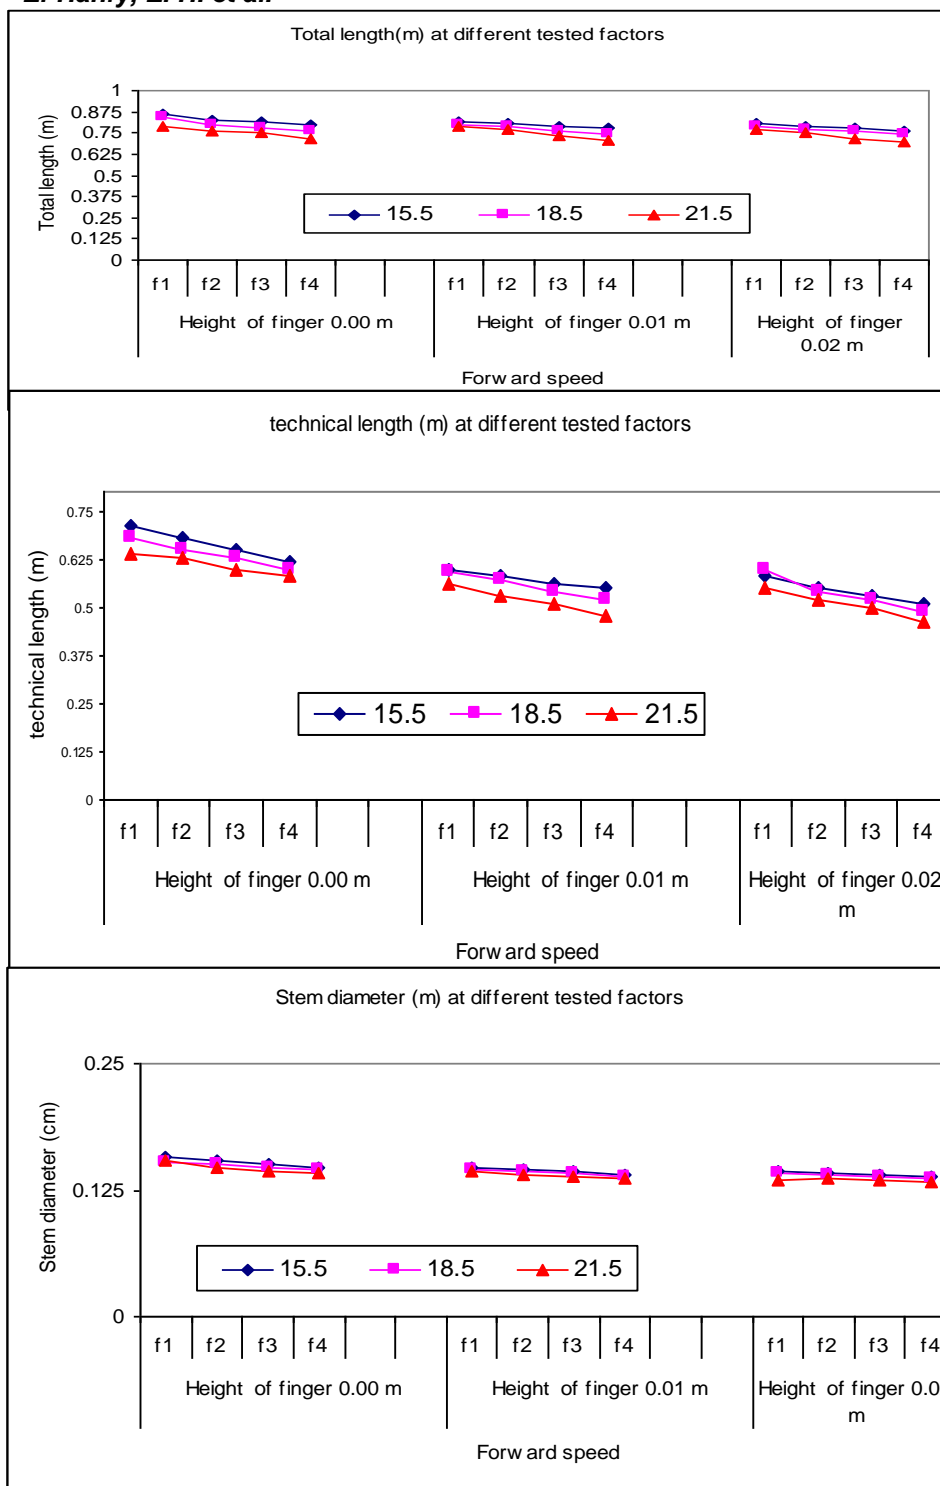 Total length(m) at different tested factors
Total length (m)
1
0.875
0.75
0.625
0.5
0.375
0.25
0.125
0
15.5 18.5 21.5
f1 f2 f3 f4 f1 f2 f3 f4 f1 f2 f3 f4
Height of finger 0.00 m Height of finger 0.01 m Height of finger
0.02 m
Forw ard speed
technical length (m) at different tested factors
technical length (m)
0.75
0.625
0.5
0.375
0.25
0.125
0
15.5 18.5 21.5
f1 f2 f3 f4 f1 f2 f3 f4 f1 f2 f3 f4
Height of finger 0.00 m Height of finger 0.01 m Height of finger 0.02
m
Forw ard speed
Stem diameter (m) at different tested factors
Stem diameter (cm)
0.25
0.125
0
15.5 18.5 21.5
f1 f2 f3 f4 f1 f2 f3 f4 f1 f2 f3 f4
Height of finger 0.00 m Height of finger 0.01 m Height of finger 0.0
m
Forw ard speed